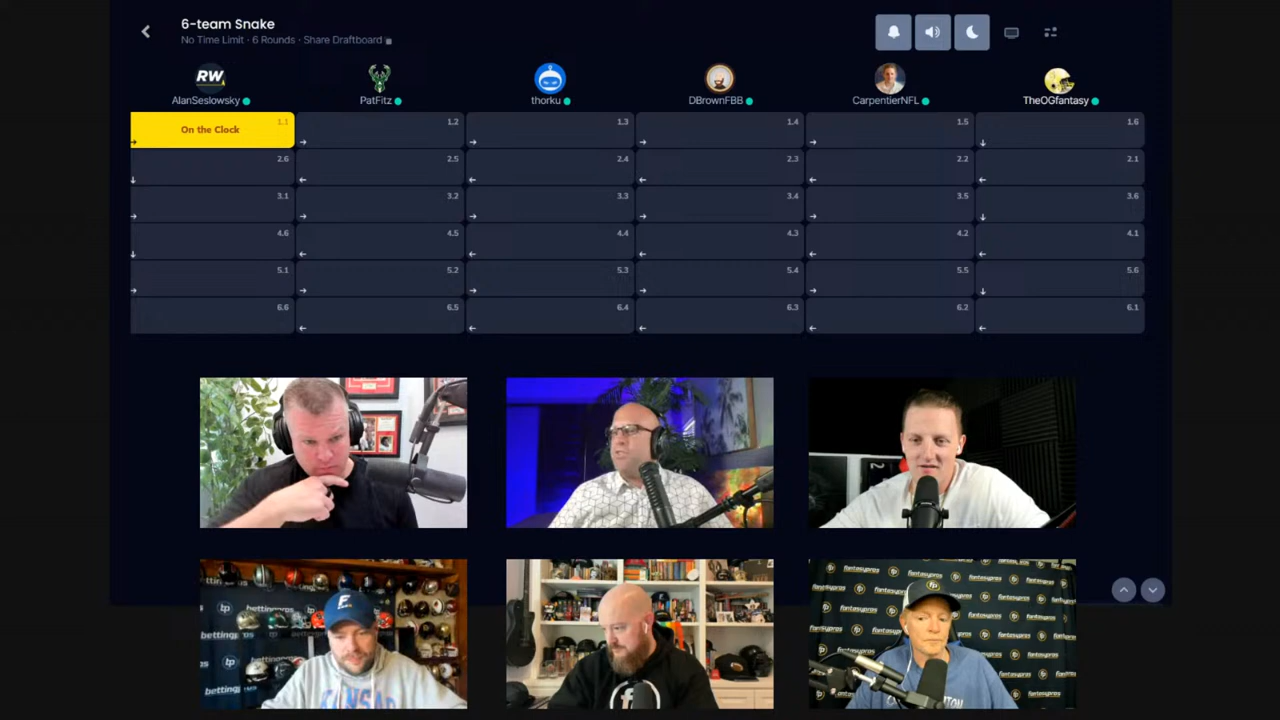 6-team Snake
No Time Limit · 6 Rounds · Share Draftboard
RW
AlanSeslowsky
PatFitz
thorku
DBrownFBB
CarpentierNFL
TheOGfantasy
On the Clock 1.1 1.2 1.3 1.4 1.5 1.6
2.6 2.5 2.4 2.3 2.2 2.1
3.1 3.2 3.3 3.4 3.5 3.6
4.6 4.5 4.4 4.3 4.2 4.1
5.1 5.2 5.3 5.4 5.5 5.6
6.6 6.5 6.4 6.3 6.2 6.1
bettingpros
fantasypros
KANSAS